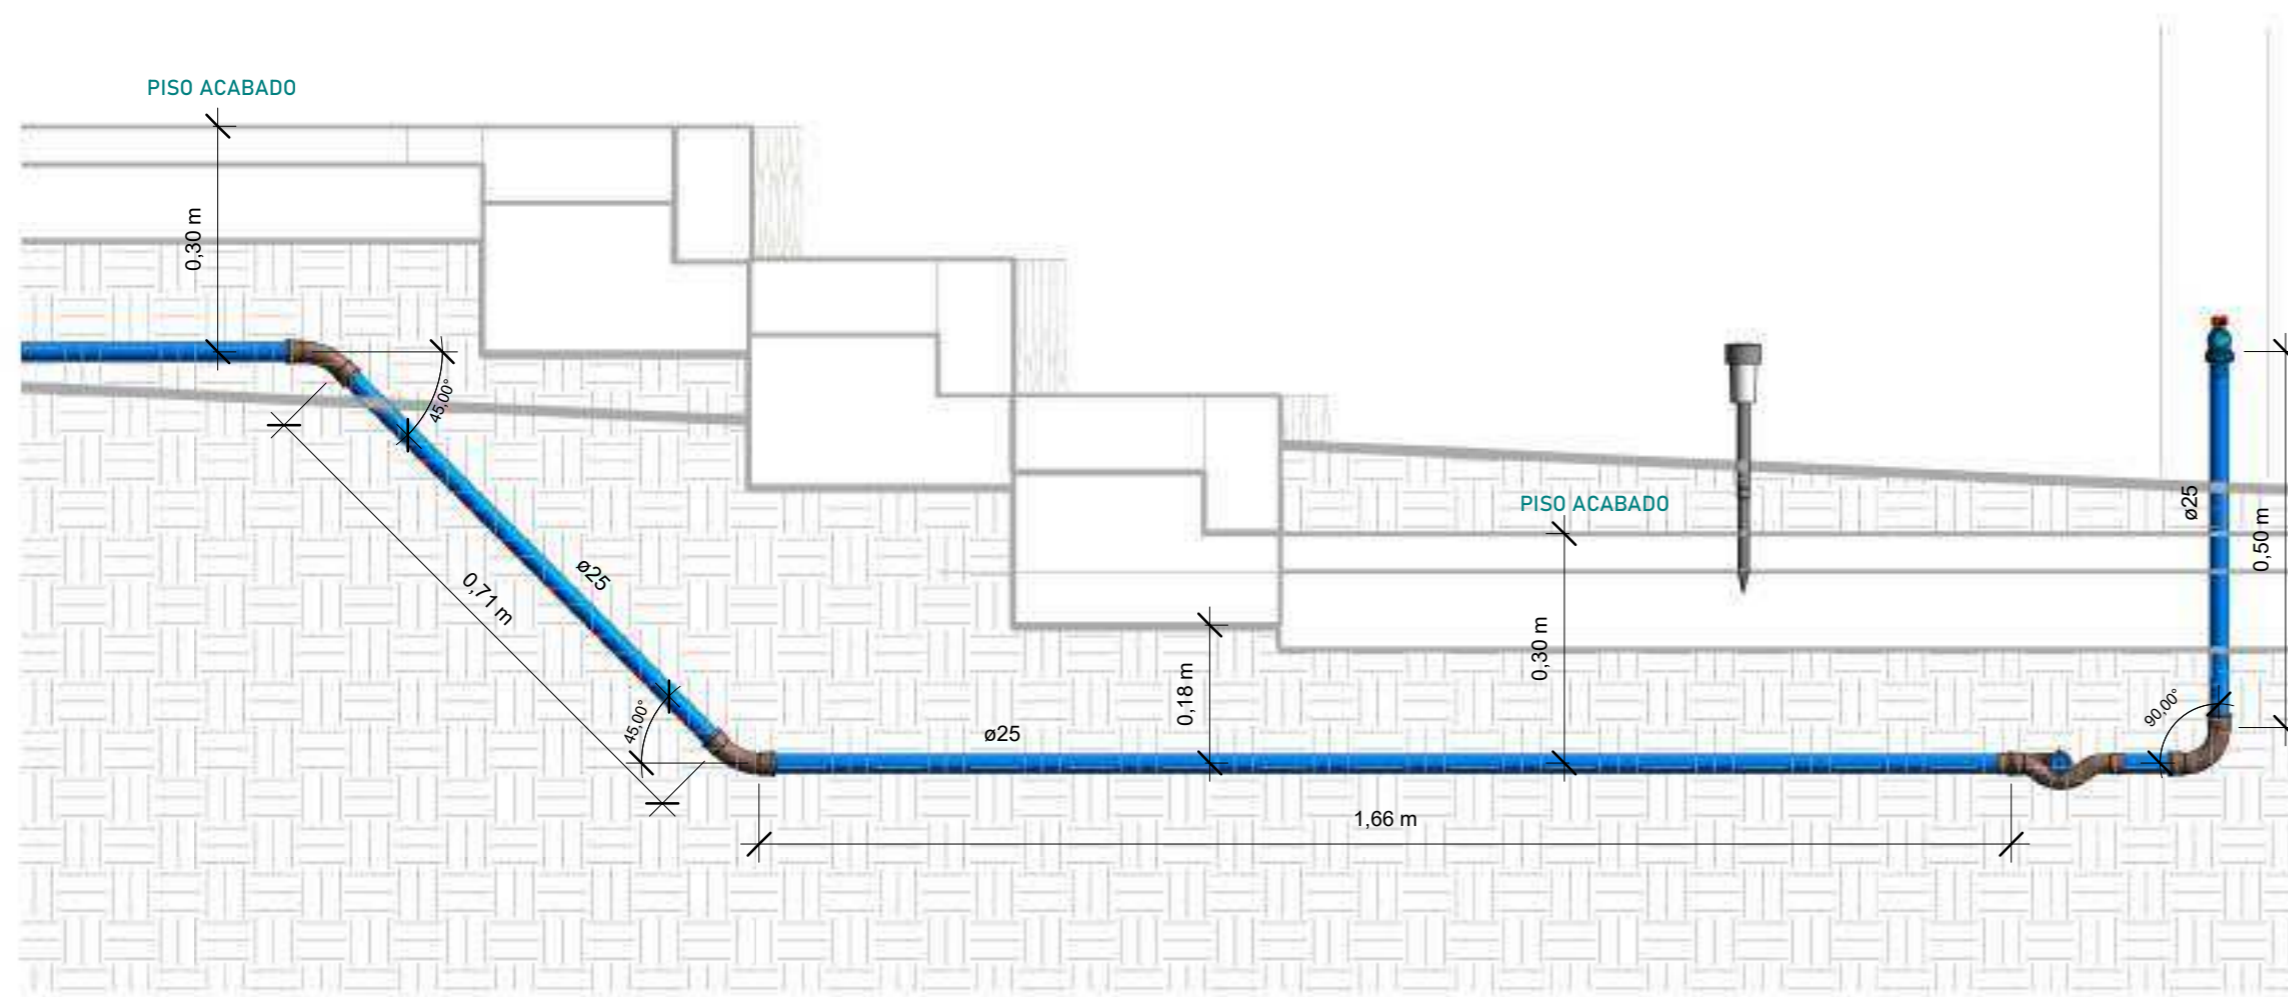 PISO ACABADO
0,30 m
45,00°
ø25
0,71 m
45,00°
ø25
0,18 m
PISO ACABADO
0,30 m
1,66 m
ø25
0,50 m
90,00°